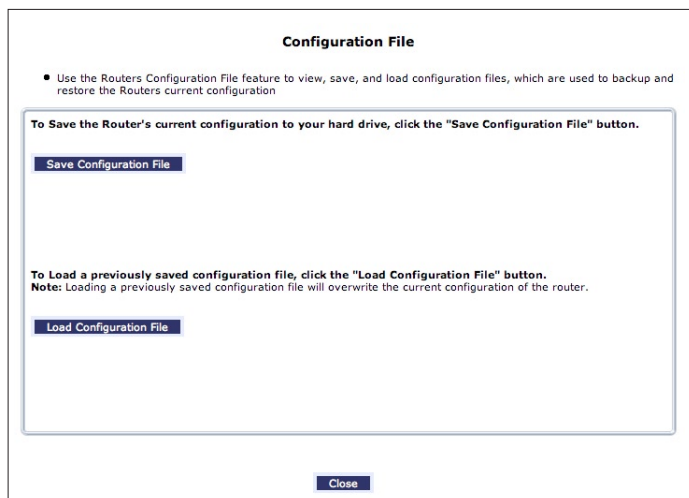 Configuration File
Use the Routers Configuration File feature to view, save, and load configuration files, which are used to backup and
restore the Routers current configuration
To Save the Router's current configuration to your hard drive, click the "Save Configuration File" button.
Save Configuration File
To Load a previously saved configuration file, click the "Load Configuration File" button.
Note: Loading a previously saved configuration file will overwrite the current configuration of the router.
Load Configuration File
Close